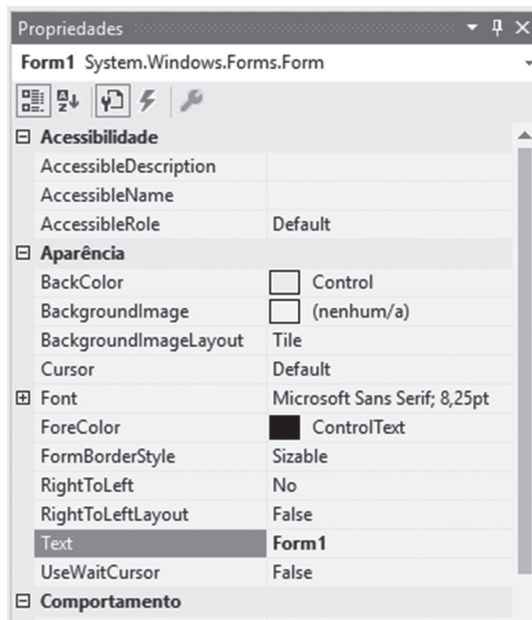 Propriedades
Form1 System.Windows.Forms.Form
Acessibilidade
AccessibleDescription
AccessibleName
AccessibleRole Default
Aparência
BackColor Control
BackgroundImage (nenhum/a)
BackgroundImageLayout Tile
Cursor Default
Font Microsoft Sans Serif; 8,25pt
ForeColor ControlText
FormBorderStyle Sizable
RightToLeft No
RightToLeftLayout False
Text Form1
UseWaitCursor False
Comportamento